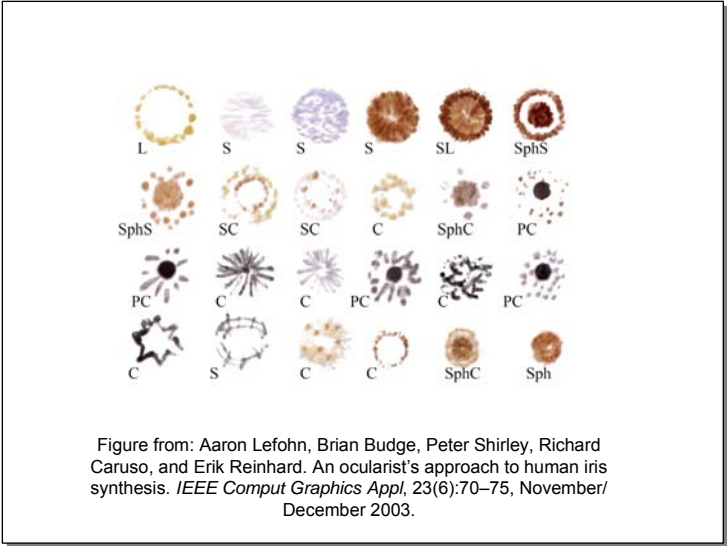 L S S S SL SphS
SphS SC SC C SphC PC
PC C C PC C PC
C S C C SphC Sph
Figure from: Aaron Lefohn, Brian Budge, Peter Shirley, Richard
Caruso, and Erik Reinhard. An ocularist's approach to human iris
synthesis. IEEE Comput Graphics Appl, 23(6):70–75, November/
December 2003.